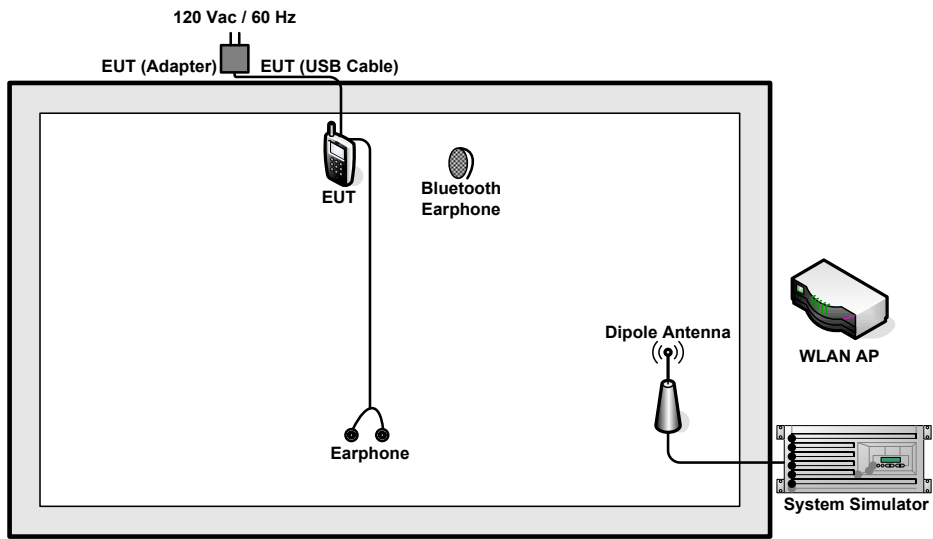 120 Vac / 60 Hz
EUT (Adapter)
EUT (USB Cable)
EUT
Bluetooth
Earphone
Dipole Antenna
WLAN AP
Earphone
System Simulator